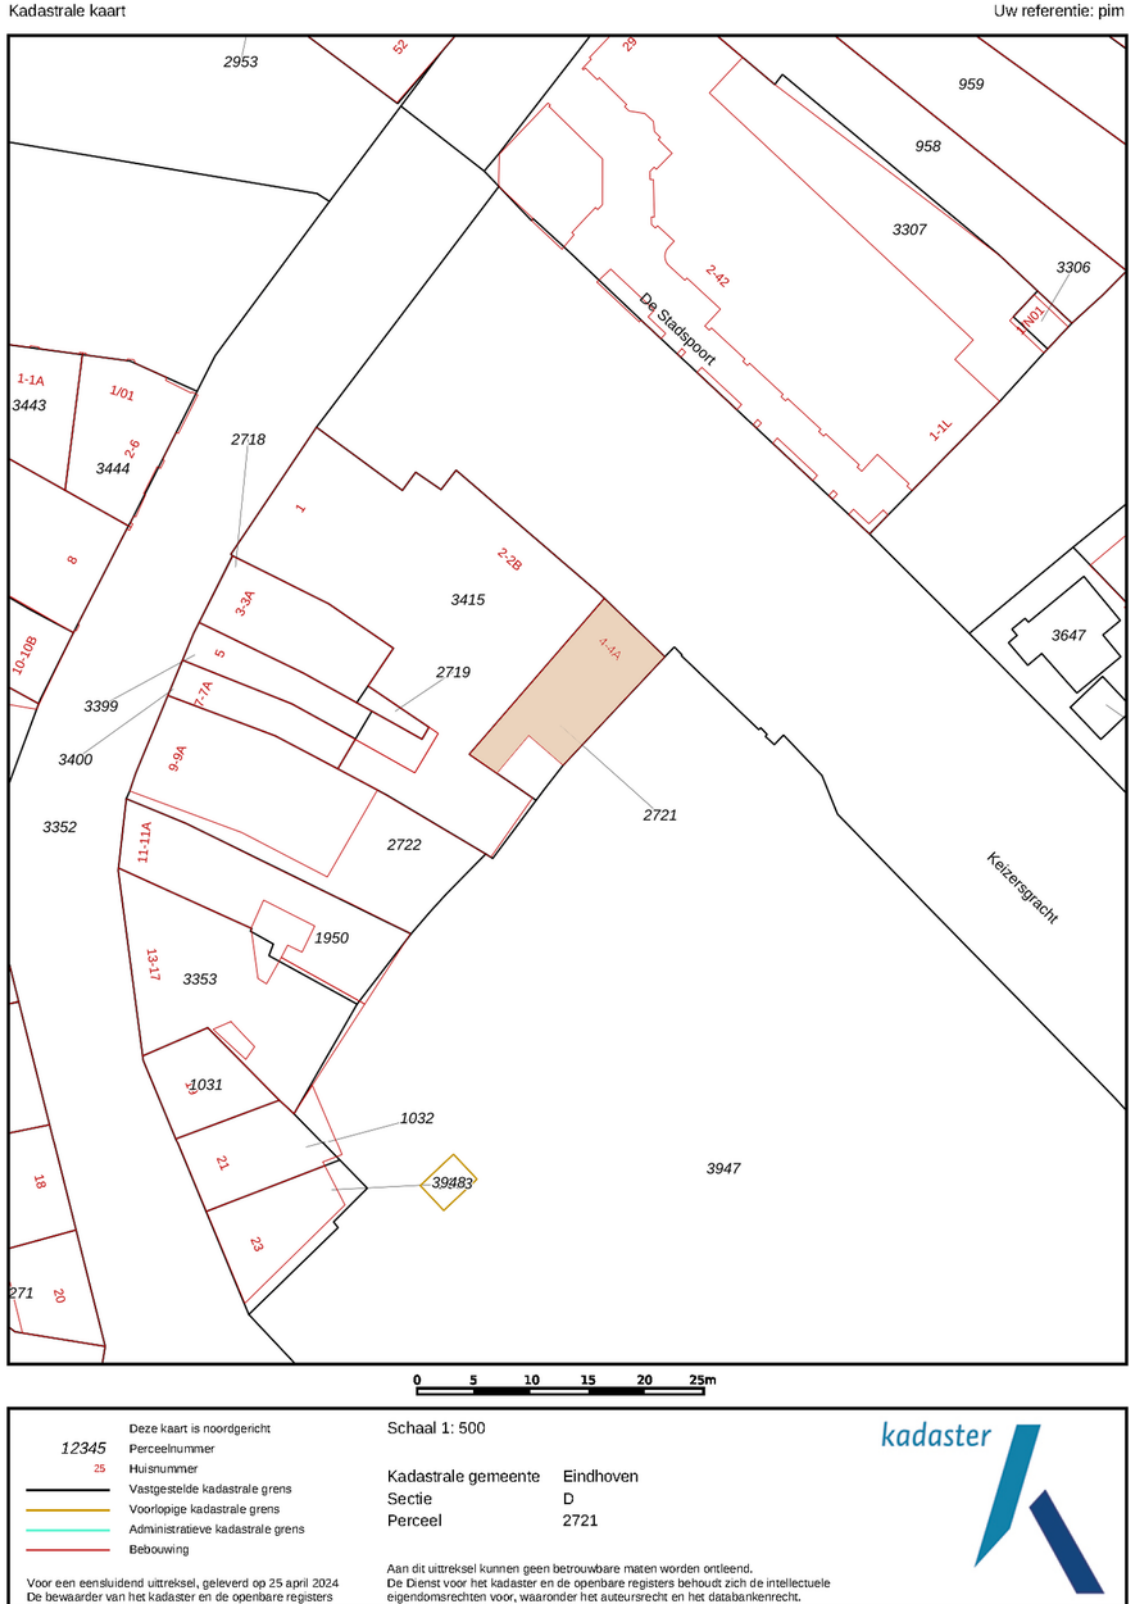 Kadastrale kaart
Uw referentie: pim
2953
52
29
959
958
3307
3306
1/N01
2-42
De Stadspoort
1-1L
1-1A
3443
1/01
2-6
3444
2718
1
2-2B
3415
8
3-3A
5
4-4A
3647
10-10B
2719
3399
7-7A
3400
9-9A
2721
3352
11-11A
2722
Keizersgracht
1950
13-17
3353
1031
19
1032
21
3947
18
3948
23
271
20
0 5 10 15 20 25m
Deze kaart is noordgericht
12345 Perceelnummer
25 Huisnummer
Vastgestelde kadastrale grens
Voorlopige kadastrale grens
Administratieve kadastrale grens
Bebouwing
Voor een eensluidend uittreksel, geleverd op 25 april 2024
De bewaarder van het kadaster en de openbare registers
Schaal 1: 500
Kadastrale gemeente Eindhoven
Sectie D
Perceel 2721
Aan dit uittreksel kunnen geen betrouwbare maten worden ontleend.
De Dienst voor het kadaster en de openbare registers behoudt zich de intellectuele
eigendomsrechten voor, waaronder het auteursrecht en het databankenrecht.
kadaster